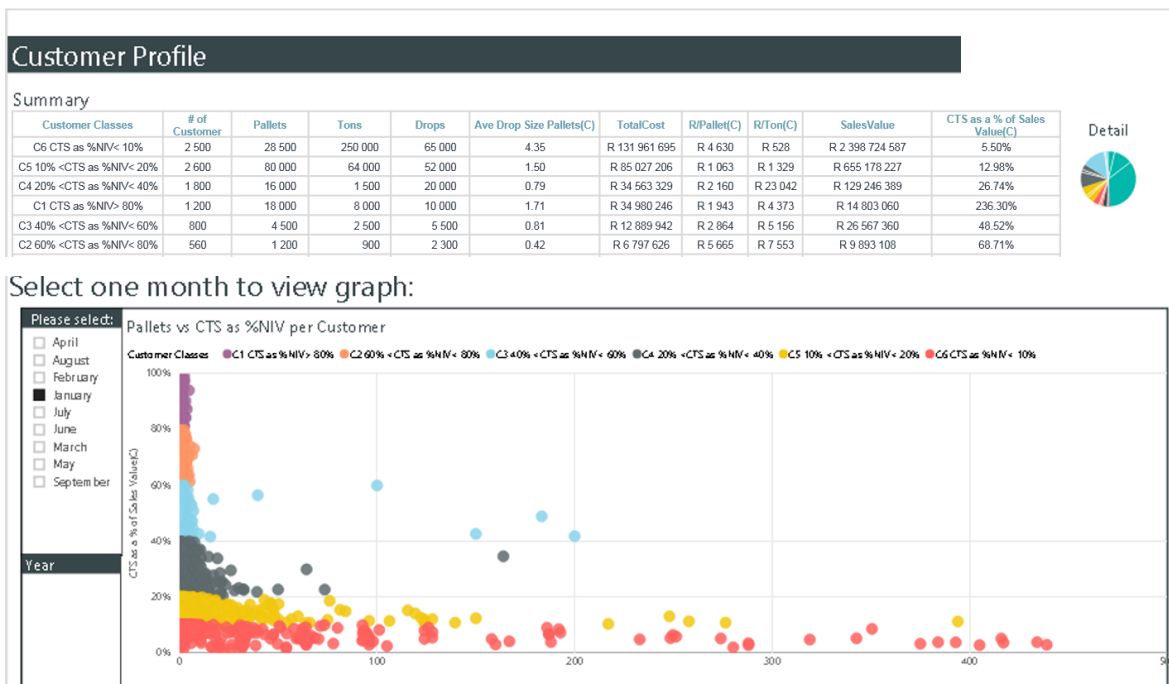 Customer Profile
Summary
Customer Classes # of Customer Pallets Tons Drops Ave Drop Size Pallets(C) TotalCost R/Pallet(C) R/Ton(C) SalesValue CTS as a % of Sales Value(C)
C6 CTS as %NIV< 10% 2 500 28 500 250 000 65 000 4.35 R 131 961 695 R 4 630 R 528 R 2 398 724 587 5.50%
C5 10% <CTS as %NIV< 20% 2 600 80 000 64 000 52 000 1.50 R 85 027 206 R 1 063 R 1 329 R 655 178 227 12.98%
C4 20% <CTS as %NIV< 40% 1 800 16 000 1 500 20 000 0.79 R 34 563 329 R 2 160 R 23 042 R 129 246 389 26.74%
C1 CTS as %NIV> 80% 1 200 18 000 8 000 10 000 1.71 R 34 980 246 R 1 943 R 4 373 R 14 803 060 236.30%
C3 40% <CTS as %NIV< 60% 800 4 500 2 500 5 500 0.81 R 12 889 942 R 2 864 R 5 156 R 26 567 360 48.52%
C2 60% <CTS as %NIV< 80% 560 1 200 900 2 300 0.42 R 6 797 626 R 5 665 R 7 553 R 9 893 108 68.71%
Detail
Select one month to view graph:
Please select:
April
August
February
January
July
June
March
May
September
Year
Pallets vs CTS as %NIV per Customer
Customer Classes C1 CTS as %NIV> 80% C2 60% <CTS as %NIV< 80% C3 40% <CTS as %NIV< 60% C4 20% <CTS as %NIV< 40% C5 10% <CTS as %NIV< 20% C6 CTS as %NIV< 10%
CTS as a % of Sales Value(C)
100%
80%
60%
40%
20%
0%
0 100 200 300 400